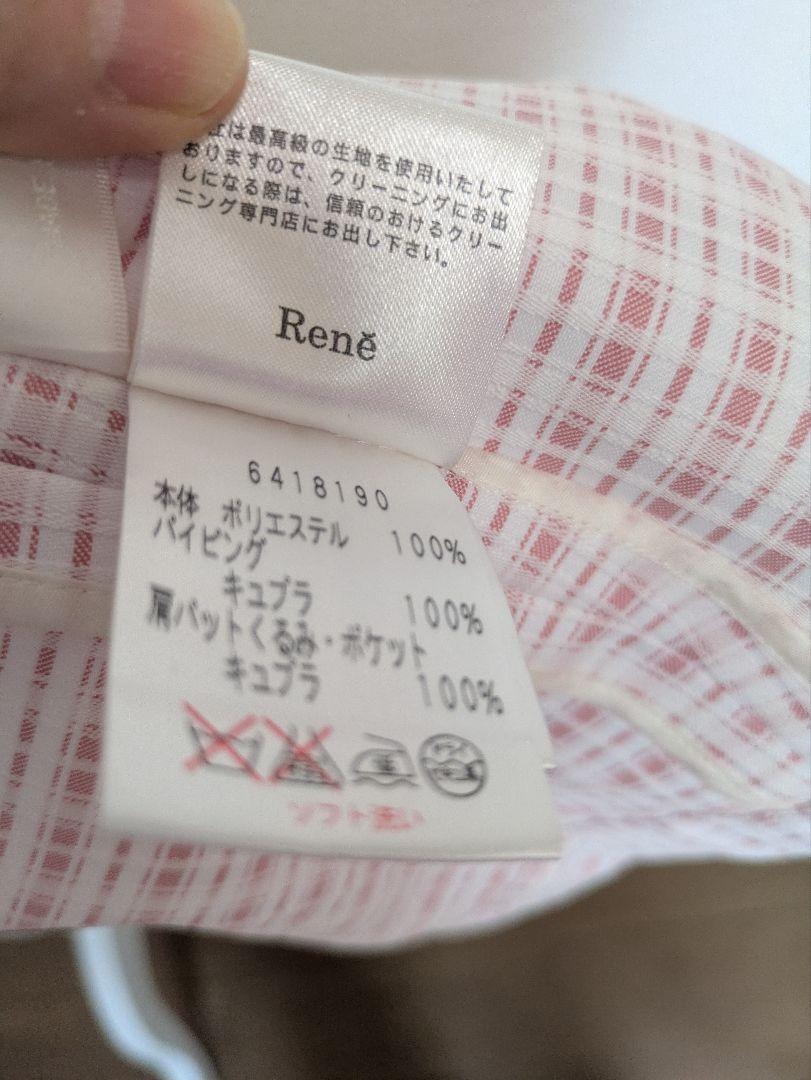 は最高級の生地を使用いたして
おりますので、クリーニングにお出
しになる際は、信頼のおけるクリー
ニング専門店にお出し下さい。
Renĕ
6418190
本体 ポリエステル 100%
パイピング
キュプラ 100%
肩パットくるみ・ポケット
キュプラ 100%
ソフト洗い